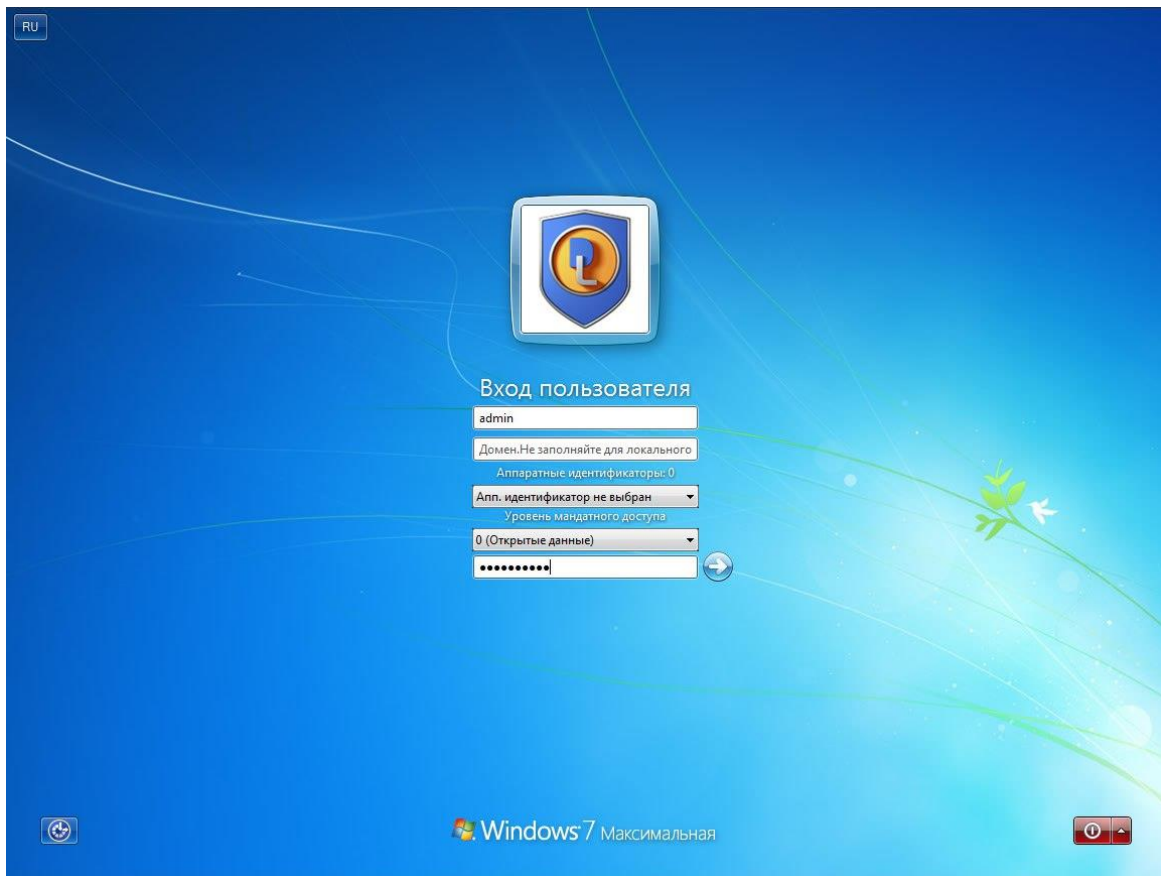 RU
DL
Вход пользователя
admin
Домен.Не заполняйте для локального
Аппаратные идентификаторы: 0
Апп. идентификатор не выбран
Уровень мандатного доступа
0 (Открытые данные)
••••••••••
Windows 7 Максимальная